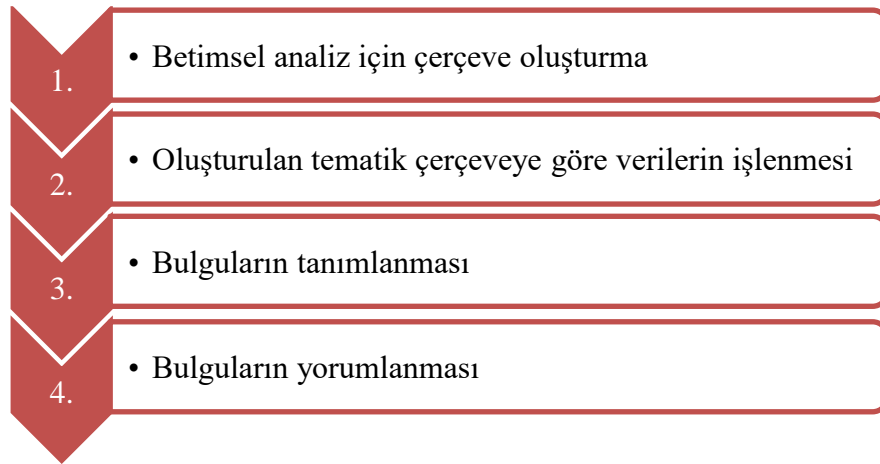 1.
• Betimsel analiz için çerçeve oluşturma
2.
• Oluşturulan tematik çerçeveye göre verilerin işlenmesi
3.
• Bulguların tanımlanması
4.
• Bulguların yorumlanması